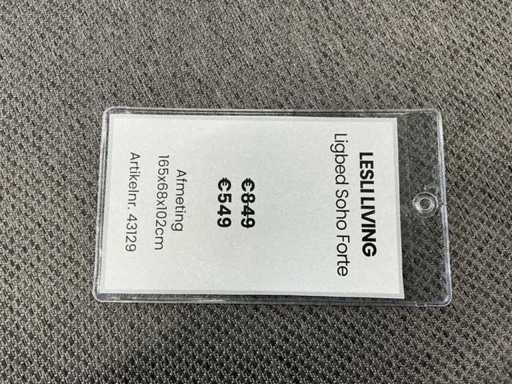 LESLI LIVING
Ligbed Soho Forte
€849
€549
Afmeting
165x68x102cm
Artikelnr. 43129